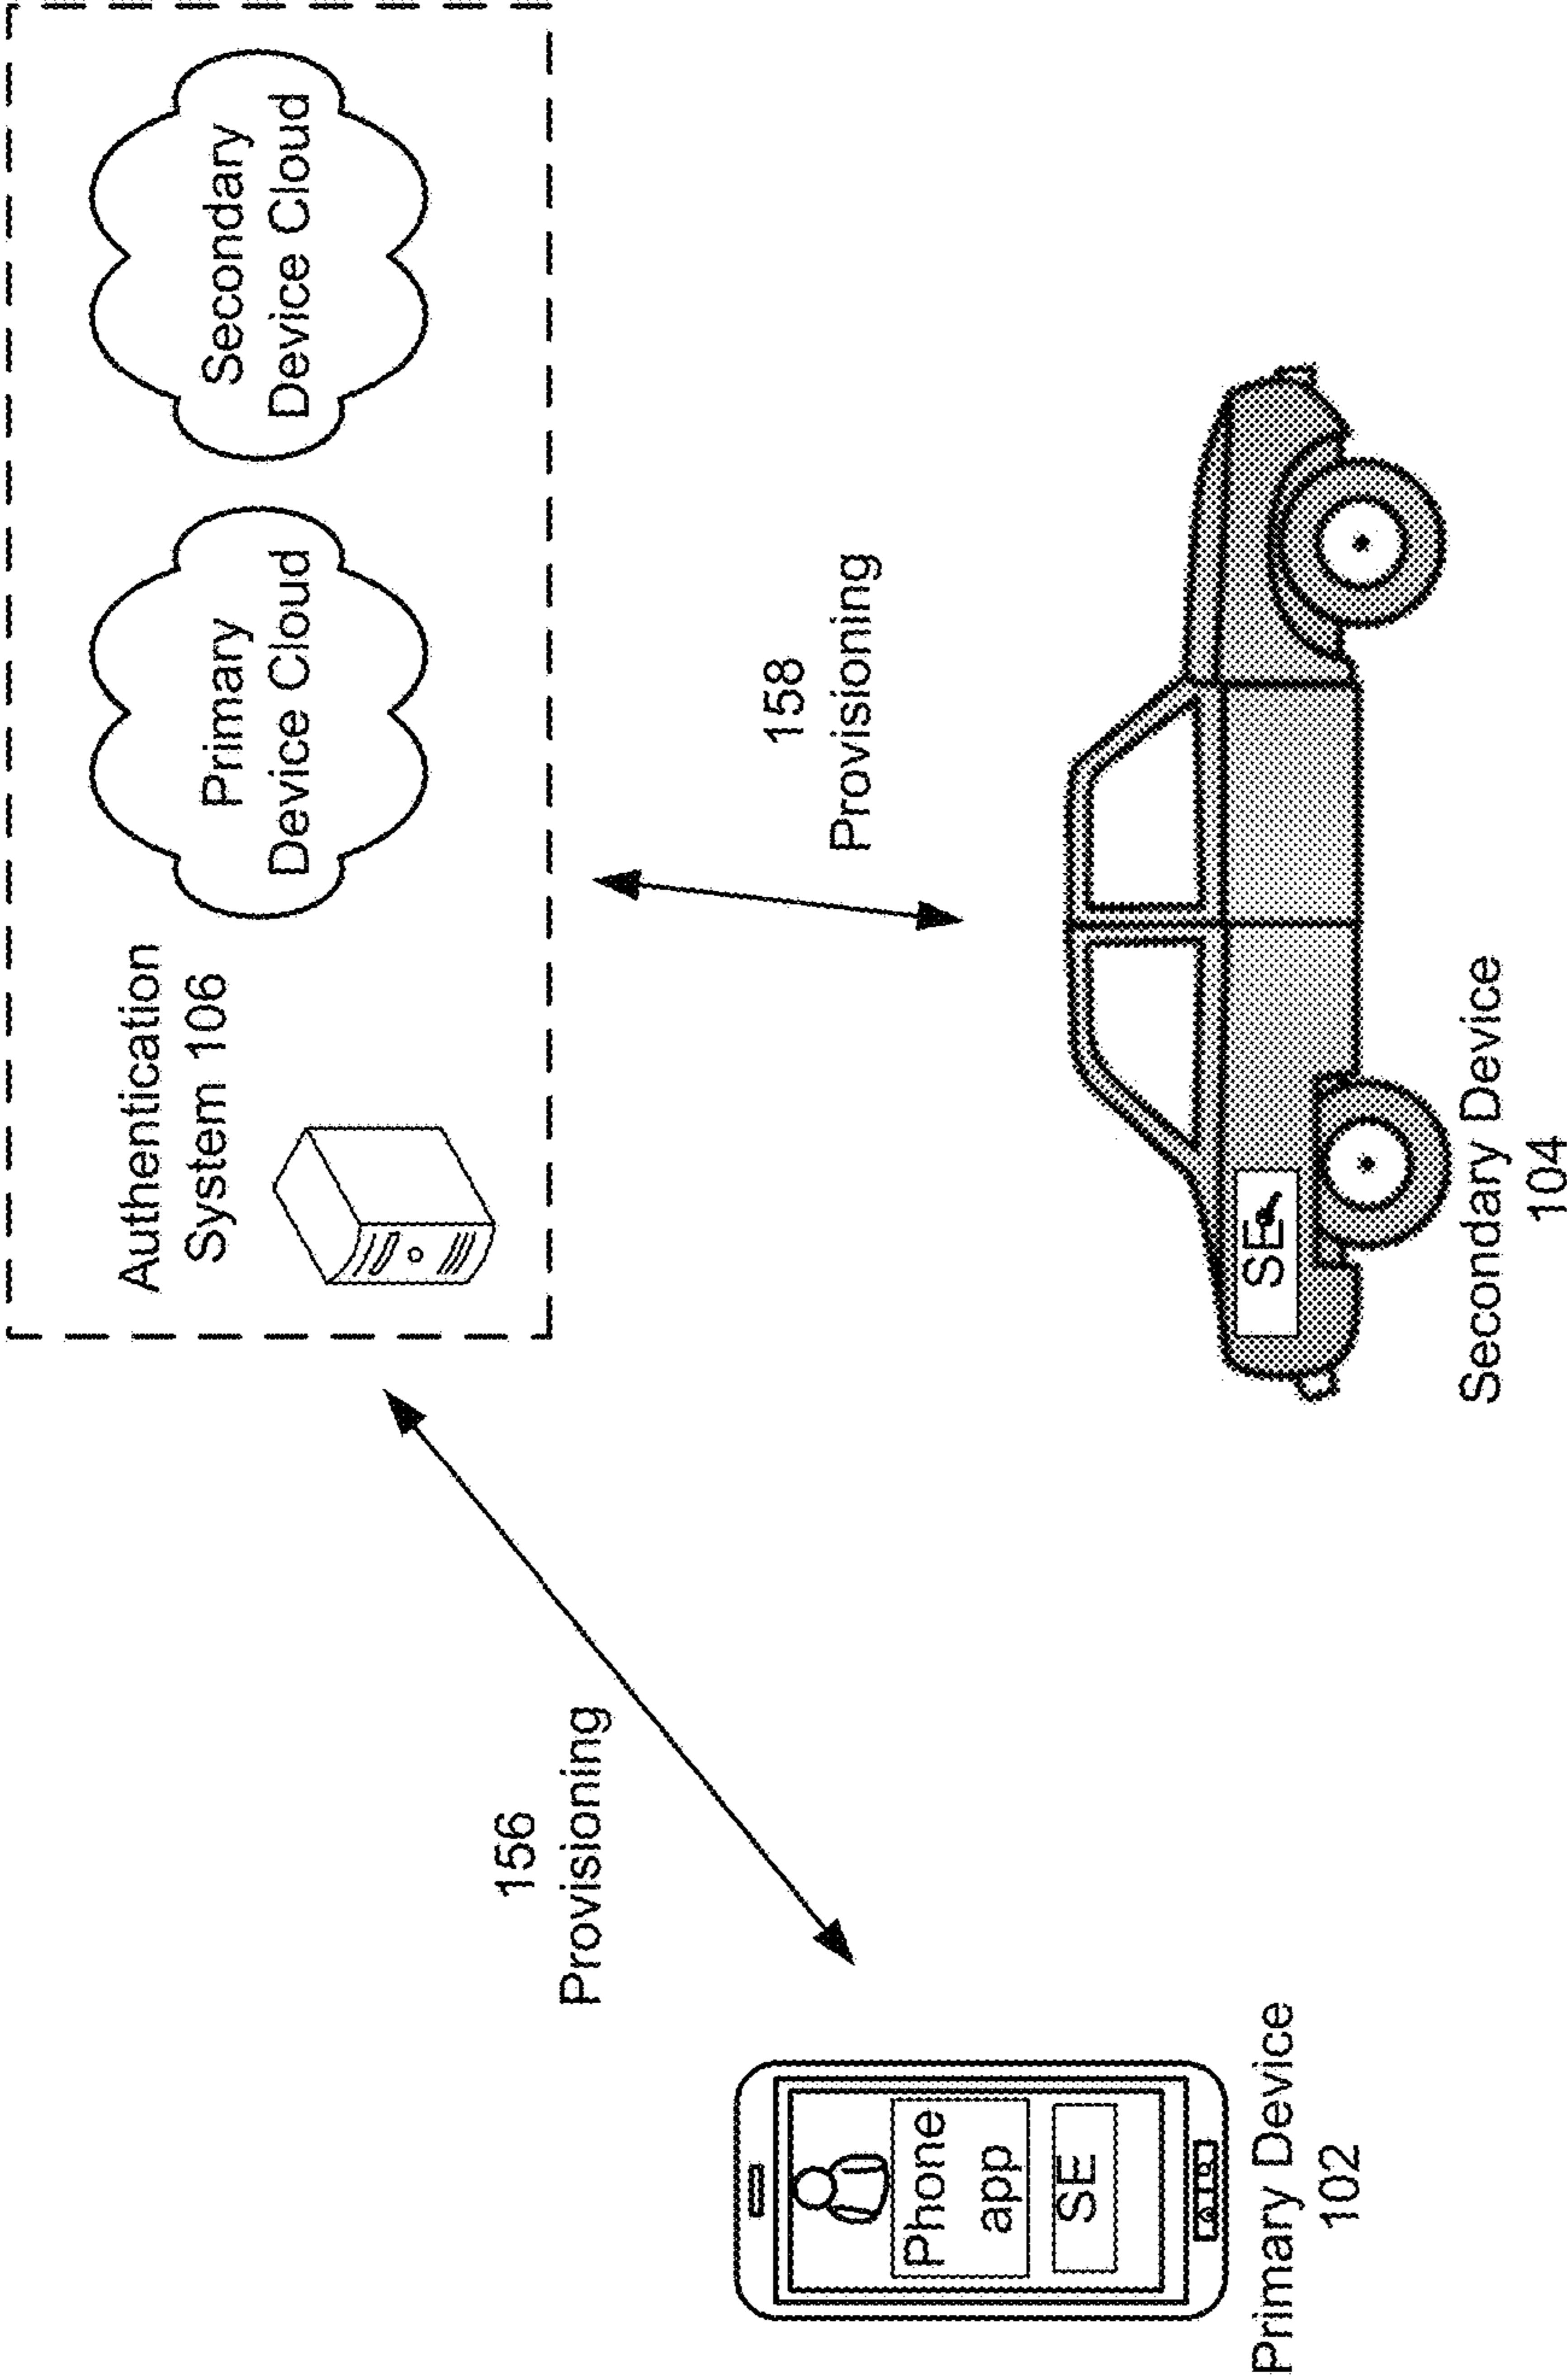 Authentication
System 106
Primary
Device Cloud
Secondary
Device Cloud
156
Provisioning
158
Provisioning
Phone
app
SE
Primary Device
102
SE
Secondary Device
104